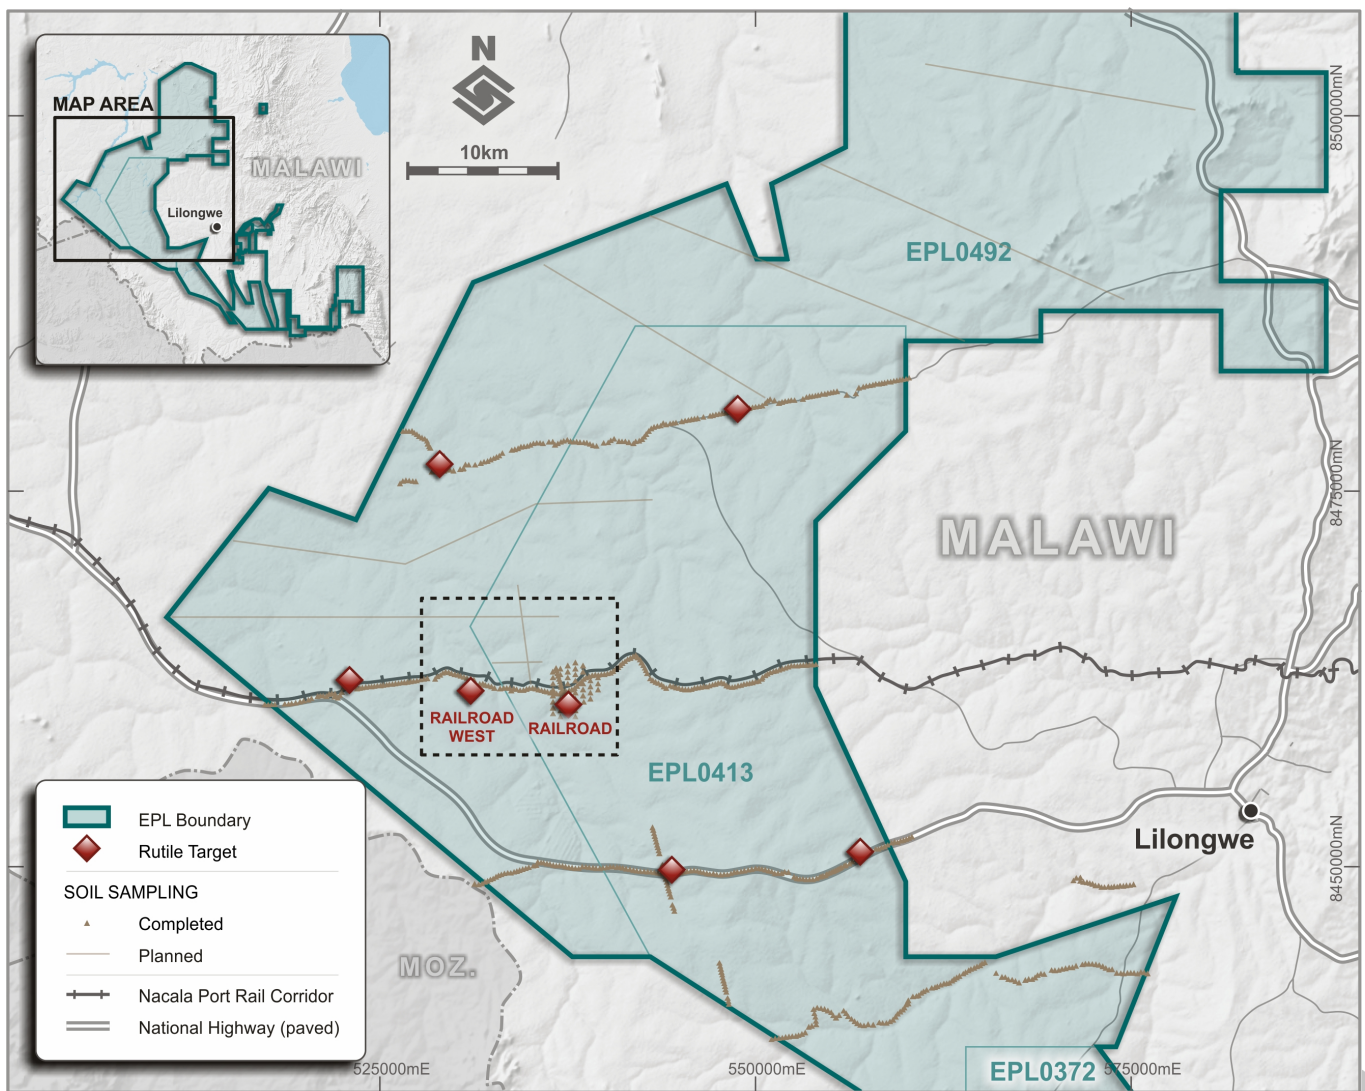 MAP AREA
MALAWI
Lilongwe
N
10km
8500000mN
EPL0492
8475000mN
MALAWI
RAILROAD
WEST
RAILROAD
EPL0413
Lilongwe
8450000mN
MOZ.
EPL Boundary
Rutile Target
SOIL SAMPLING
Completed
Planned
Nacala Port Rail Corridor
National Highway (paved)
525000mE
550000mE
575000mE
EPL0372